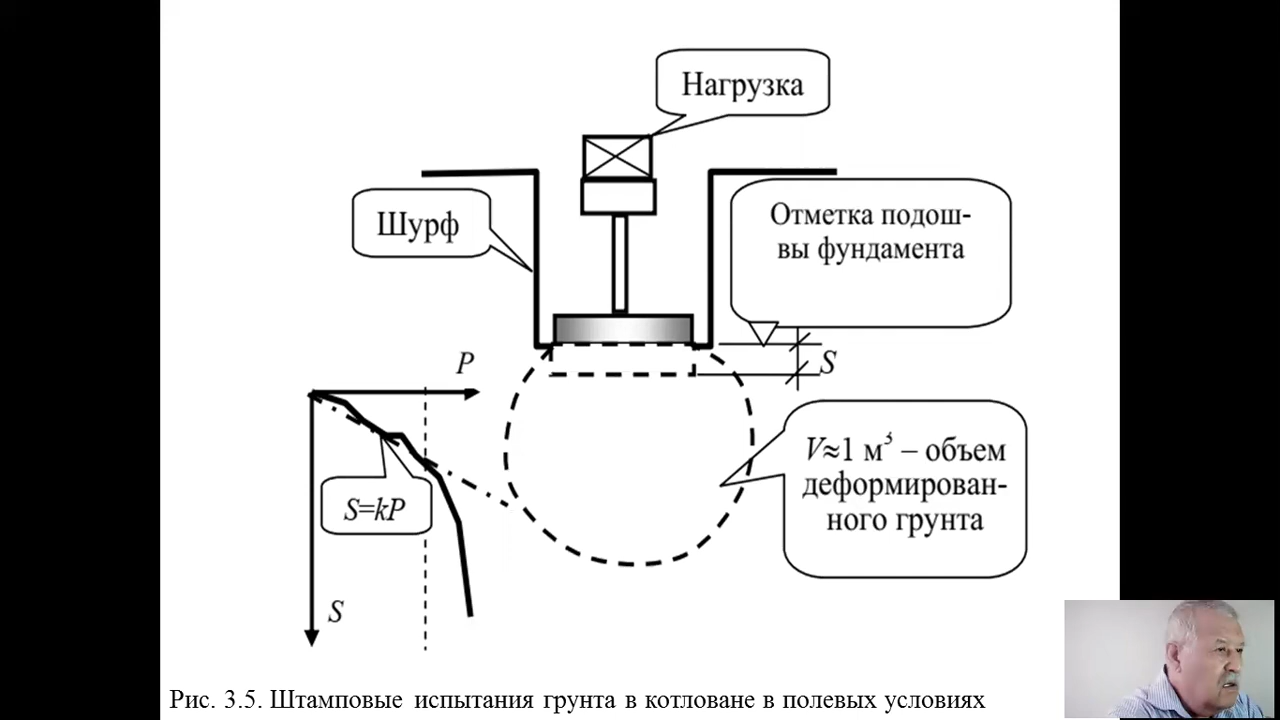 Нагрузка
Шурф
Отметка подош-
вы фундамента
P
S
V≈1 м³ – объем
деформирован-
ного грунта
S=kP
S
Рис. 3.5. Штамповые испытания грунта в котловане в полевых условиях